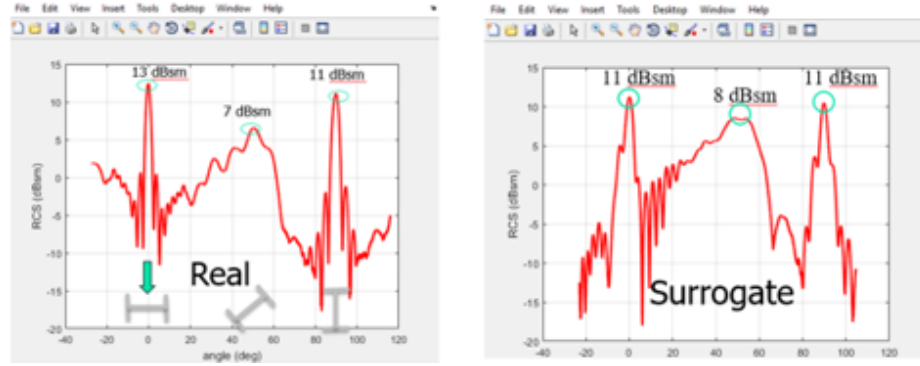 File Edit View Insert Tools Desktop Window Help
15
10
5
0
-5
-10
-15
-20
RCS (dBsm)
13 dBsm
7 dBsm
11 dBsm
Real
-40 -20 0 20 40 60 80 100 120
angle (deg)
File Edit View Insert Tools Desktop Window Help
15
10
5
0
-5
-10
-15
-20
RCS (dBsm)
11 dBsm
8 dBsm
11 dBsm
Surrogate
-40 -20 0 20 40 60 80 100 120